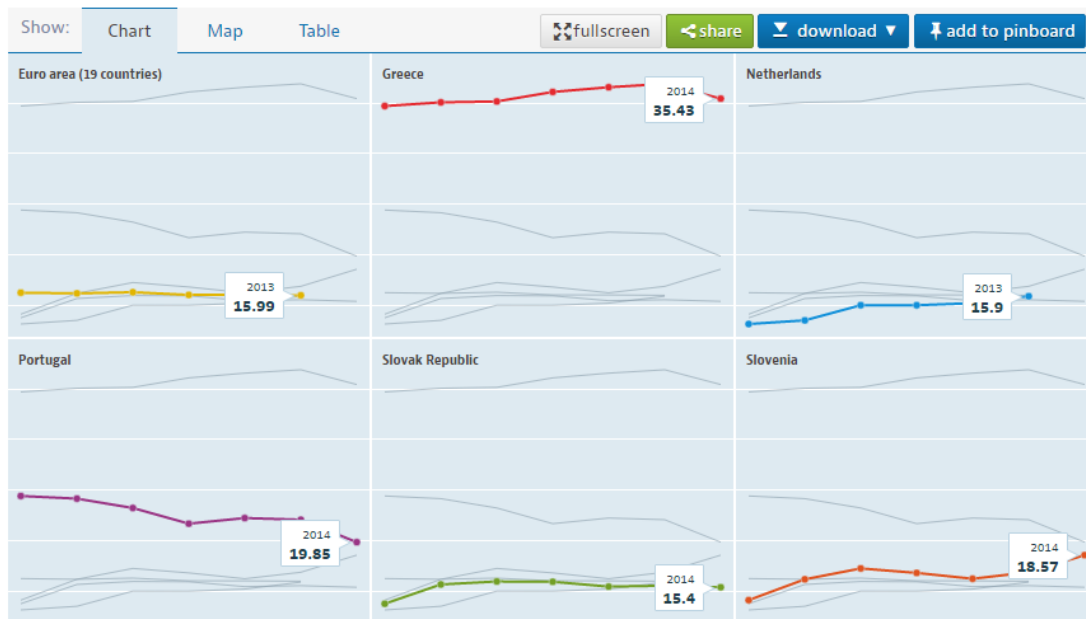 Show: Chart Map Table fullscreen share download ▼ add to pinboard
Euro area (19 countries)
2013
15.99
Greece
2014
35.43
Netherlands
2013
15.9
Portugal
2014
19.85
Slovak Republic
2014
15.4
Slovenia
2014
18.57